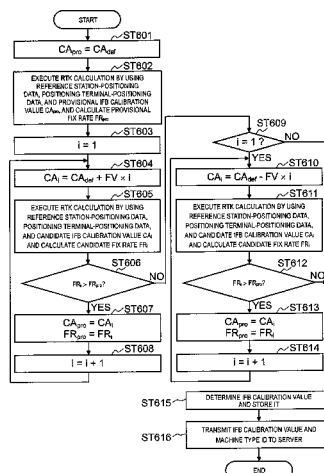 START
ST601
CApro = CAdef
ST602
EXECUTE RTK CALCULATION BY USING
REFERENCE STATION-POSITIONING
DATA, POSITIONING TERMINAL-POSITIONING
DATA, AND PROVISIONAL IFB CALIBRATION
VALUE CApro, AND CALCULATE PROVISIONAL
FIX RATE FRpro
ST603
i = 1
ST604
CAi = CAdef + FV × i
ST605
EXECUTE RTK CALCULATION BY USING
REFERENCE STATION-POSITIONING
DATA, POSITIONING TERMINAL-POSITIONING
DATA, AND CANDIDATE IFB CALIBRATION VALUE CAi
AND CALCULATE CANDIDATE FIX RATE FRi
ST606
FRi > FRpro?
NO
YES
ST607
CApro = CAi
FRpro = FRi
ST608
i = i + 1
ST609
i = 1 ?
NO
YES
ST610
CAi = CAdef - FV × i
ST611
EXECUTE RTK CALCULATION BY USING
REFERENCE STATION-POSITIONING
DATA, POSITIONING TERMINAL-POSITIONING
DATA, AND CANDIDATE IFB CALIBRATION VALUE CAi
AND CALCULATE CANDIDATE FIX RATE FRi
ST612
FRi > FRpro?
NO
YES
ST613
CApro = CAi
FRpro = FRi
ST614
i = i + 1
ST615
DETERMINE IFB CALIBRATION VALUE
AND STORE IT
ST616
TRANSMIT IFB CALIBRATION VALUE AND
MACHINE TYPE ID TO SERVER
END